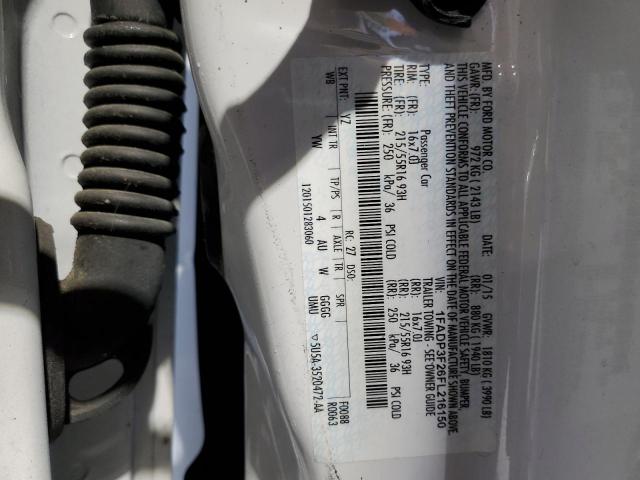 MFD. BY FORD MOTOR CO.
DATE: 01/15 GVWR: 1810 KG ( 3990 LB)
GAWR: (FR): 972 KG ( 2143 LB) (RR): 880 KG ( 1940 LB)
THIS VEHICLE CONFORMS TO ALL APPLICABLE FEDERAL MOTOR VEHICLE SAFETY, BUMPER,
AND THEFT PREVENTION STANDARDS IN EFFECT ON THE DATE OF MANUFACTURE SHOWN ABOVE.
VIN: 1FADP3F26FL216150
TYPE: Passenger Car TRAILER TOWING - SEE OWNER GUIDE
RIM: (FR): 16x7.0J (RR): 16x7.0J
TIRE: (FR): 215/55R16 93H (RR): 215/55R16 93H
PRESSURE: (FR): 250 kPa/ 36 PSI COLD (RR): 250 kPa/ 36 PSI COLD
EXT PNT: YZ RC: 27 DSO: F0088
WB INT TR TP/PS R AXLE TR SPR R0063
YW 4 AU W GGGG
UMU
1201501283060 ▽5U5A-3520472-AA